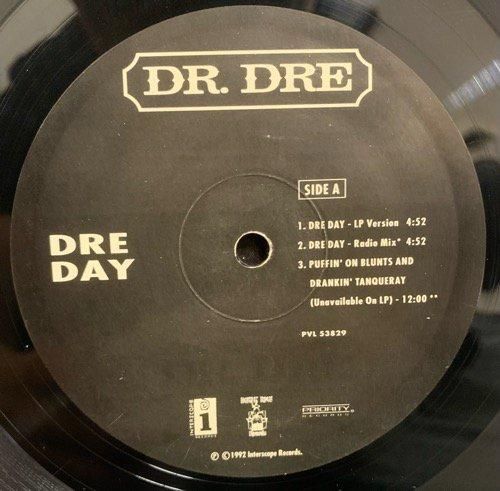 DR. DRE
SIDE A
DRE
DAY
1. DRE DAY - LP Version 4:52
2. DRE DAY - Radio Mix* 4:52
3. PUFFIN' ON BLUNTS AND
DRANKIN' TANQUERAY
(Unavailable On LP) - 12:00 **
PVL 53829
INTERSCOPE
RECORDS
i
PRIORITY
RECORDS
℗ ©1992 Interscope Records.